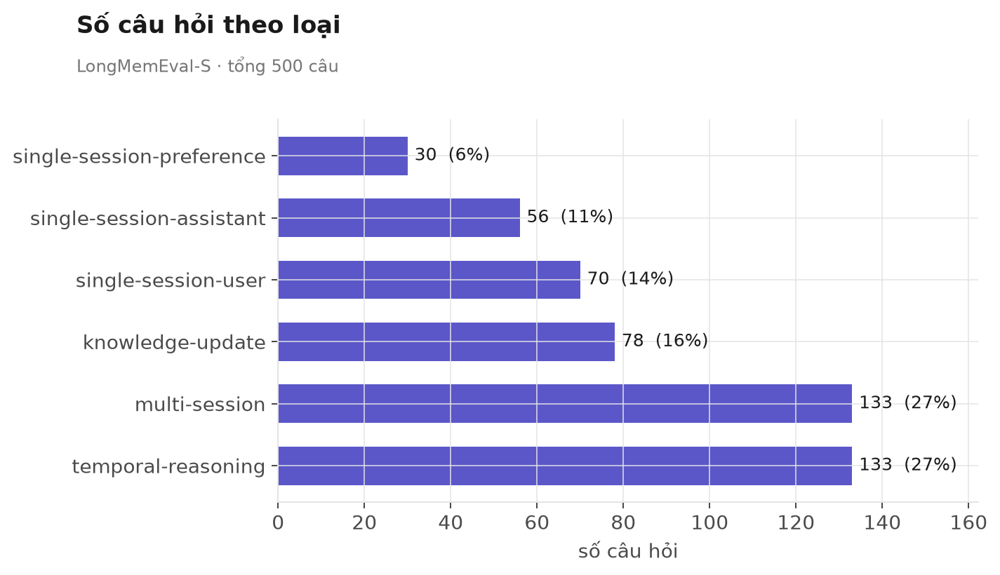 Số câu hỏi theo loại
LongMemEval-S · tổng 500 câu
single-session-preference 30 (6%)
single-session-assistant 56 (11%)
single-session-user 70 (14%)
knowledge-update 78 (16%)
multi-session 133 (27%)
temporal-reasoning 133 (27%)
0 20 40 60 80 100 120 140 160
số câu hỏi